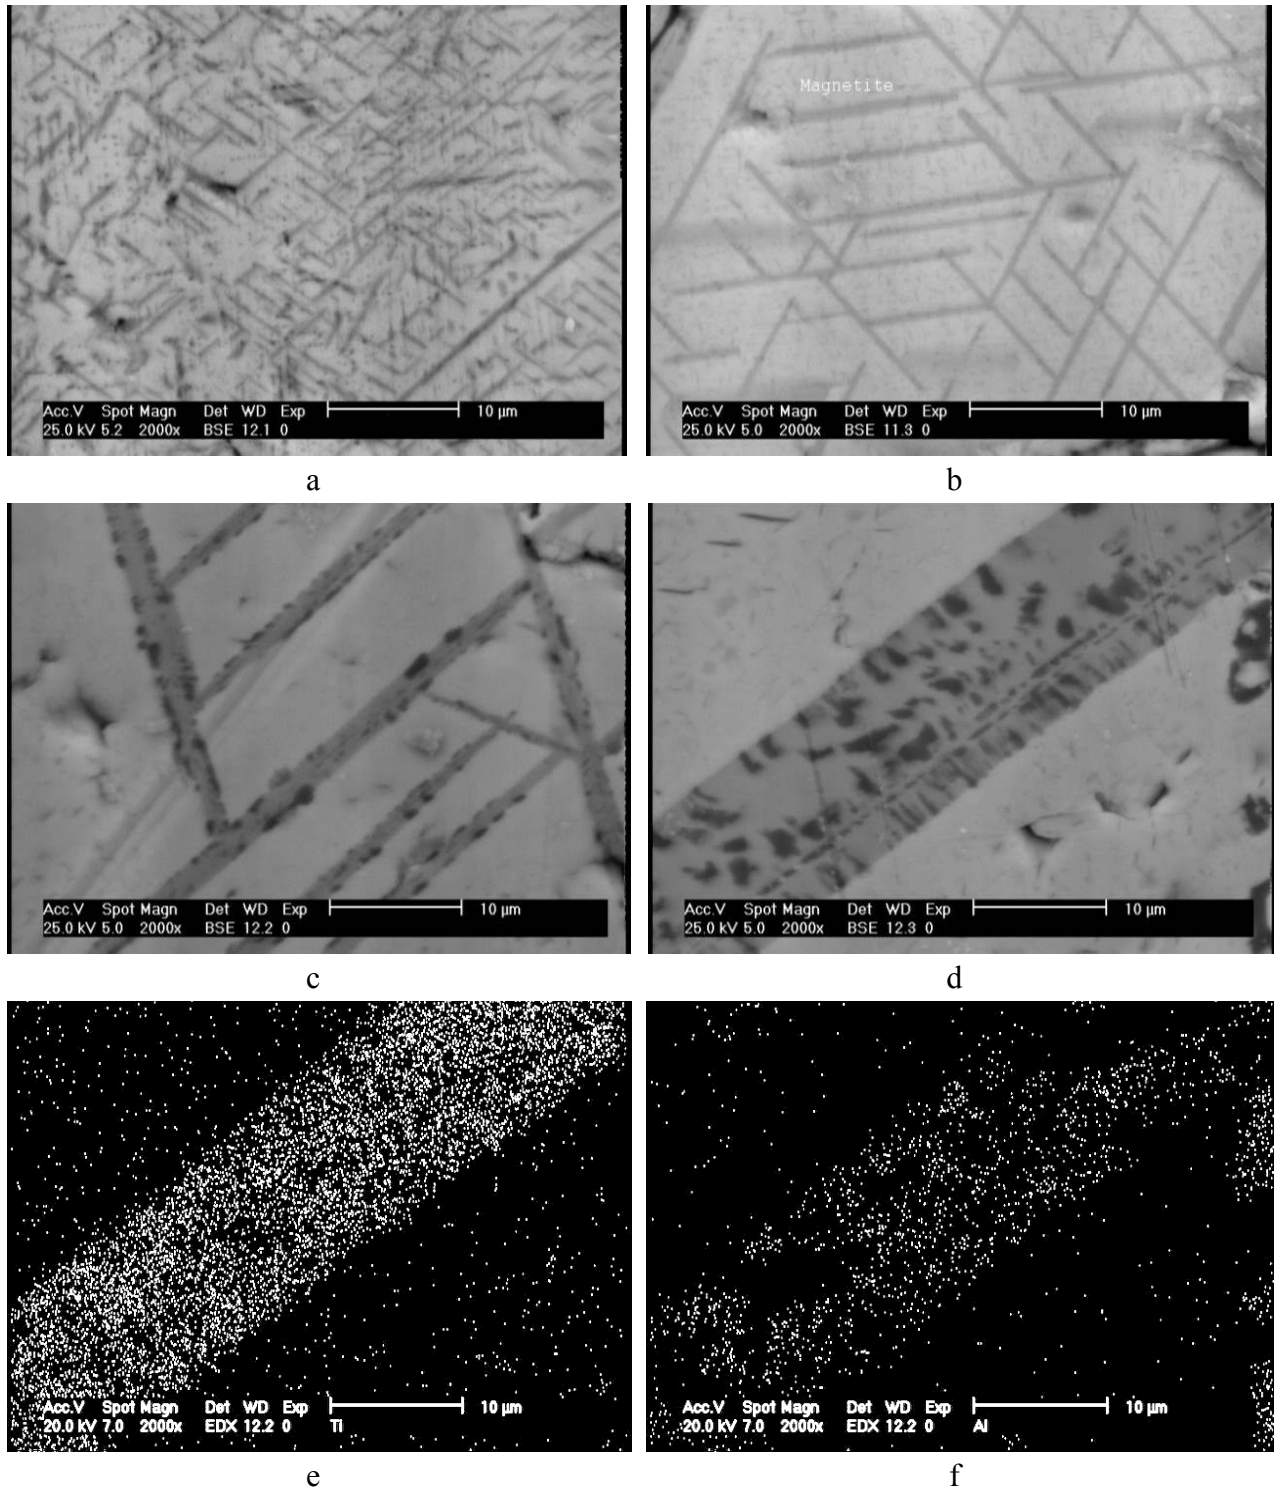 Acc.V Spot Magn Det WD Exp 10 µm
25.0 kV 5.2 2000x BSE 12.1 0
a
Magnetite
Acc.V Spot Magn Det WD Exp 10 µm
25.0 kV 5.0 2000x BSE 11.3 0
b
Acc.V Spot Magn Det WD Exp 10 µm
25.0 kV 5.0 2000x BSE 12.2 0
c
Acc.V Spot Magn Det WD Exp 10 µm
25.0 kV 5.0 2000x BSE 12.3 0
d
Acc.V Spot Magn Det WD Exp 10 µm
20.0 kV 7.0 2000x EDX 12.2 0 Ti
e
Acc.V Spot Magn Det WD Exp 10 µm
20.0 kV 7.0 2000x EDX 12.2 0 Al
f